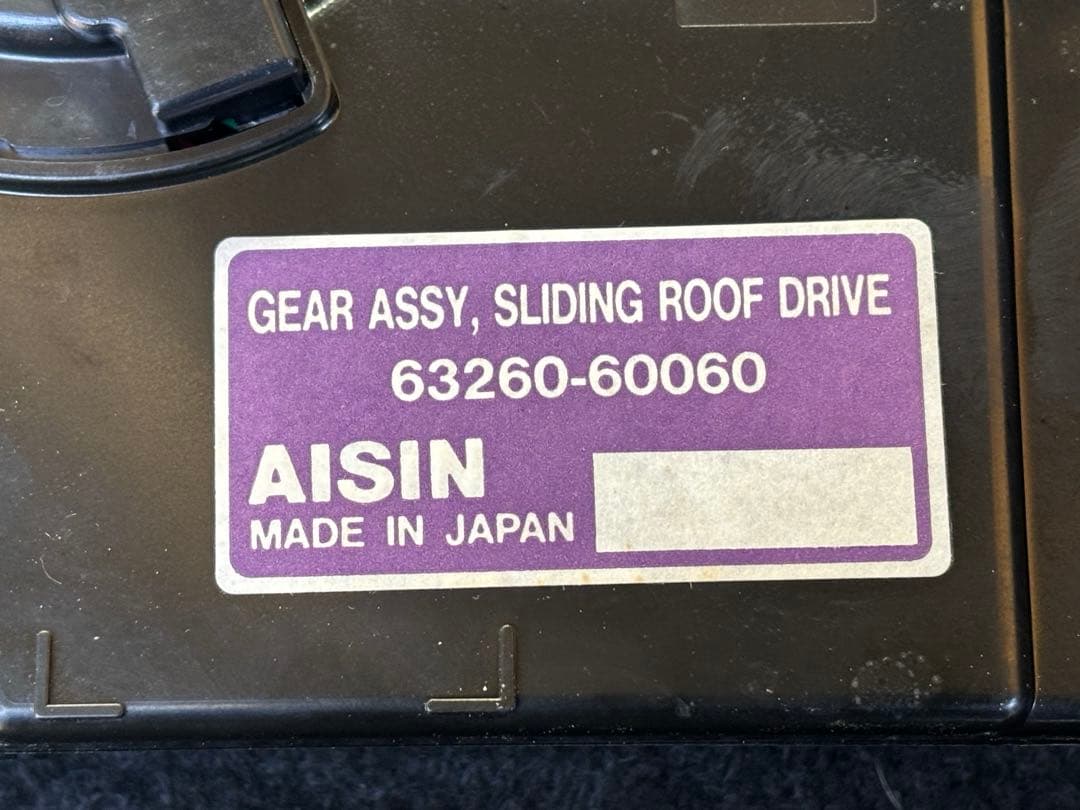 GEAR ASSY, SLIDING ROOF DRIVE
63260-60060
AISIN
MADE IN JAPAN